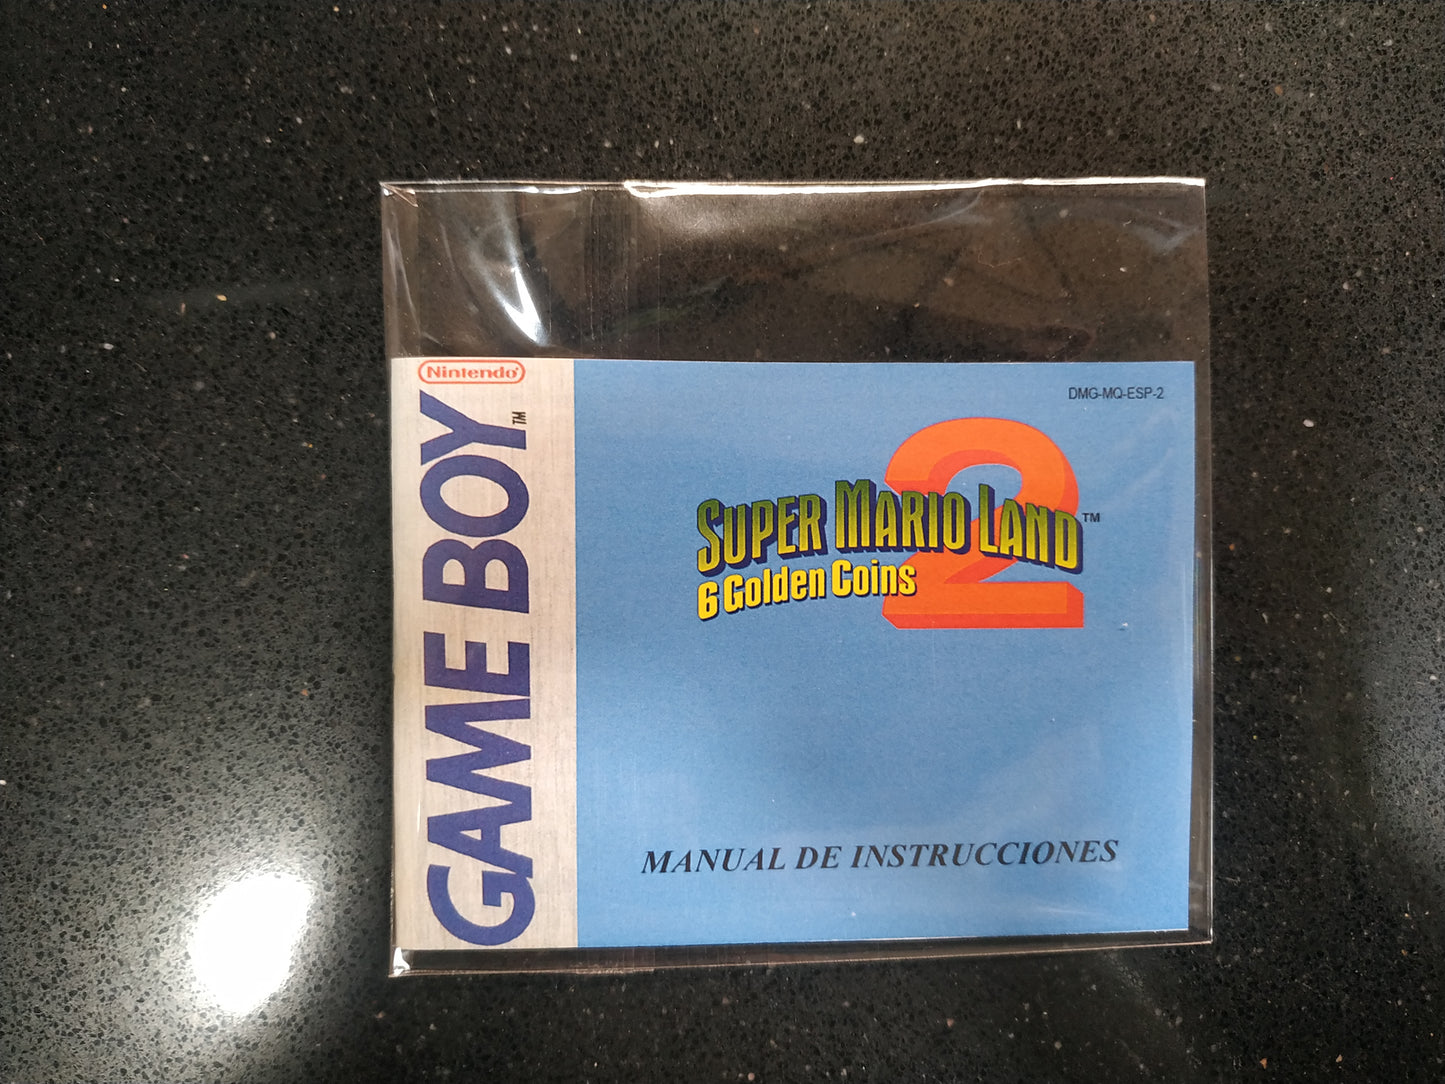 Nintendo
GAME BOY™
DMG-MQ-ESP-2
2
SUPER MARIO LAND™
6 Golden Coins
MANUAL DE INSTRUCCIONES